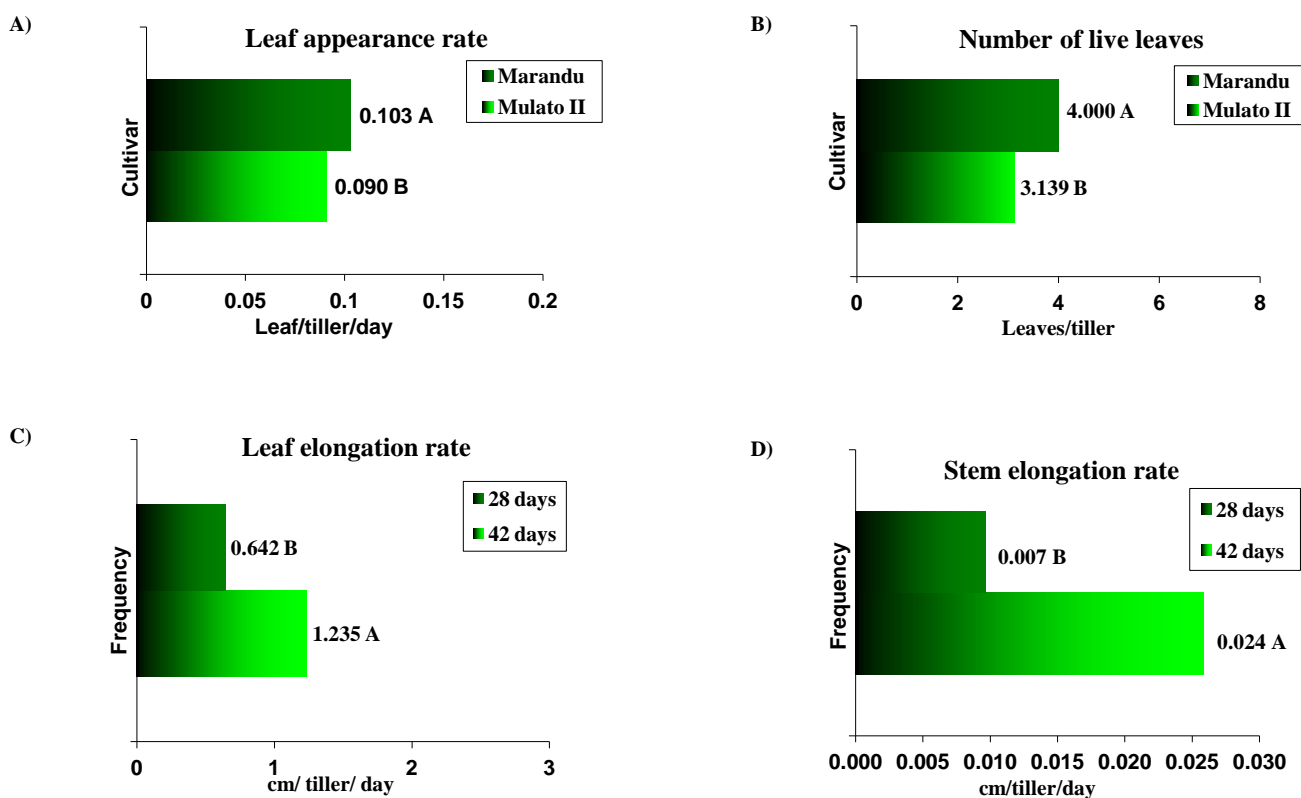 A)
Leaf appearance rate
Marandu
Mulato II
0.103 A
0.090 B
Cultivar
0 0.05 0.1 0.15 0.2
Leaf/tiller/day
B)
Number of live leaves
Marandu
Mulato II
4.000 A
3.139 B
Cultivar
0 2 4 6 8
Leaves/tiller
C)
Leaf elongation rate
28 days
42 days
0.642 B
1.235 A
Frequency
0 1 2 3
cm/ tiller/ day
D)
Stem elongation rate
28 days
42 days
0.007 B
0.024 A
Frequency
0.000 0.005 0.010 0.015 0.020 0.025 0.030
cm/tiller/day